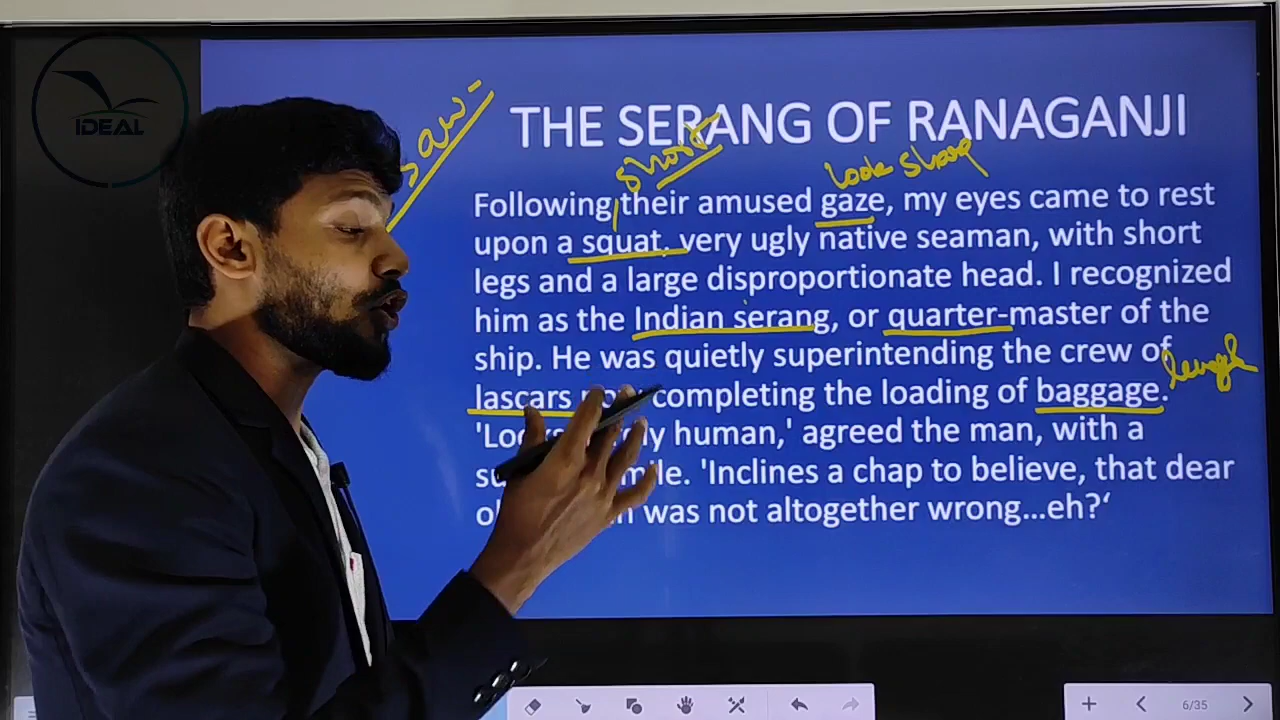 IDEAL
saw-
THE SERANG OF RANAGANJI
short
look sharp
Following their amused gaze, my eyes came to rest
upon a squat, very ugly native seaman, with short
legs and a large disproportionate head. I recognized
him as the Indian serang, or quarter-master of the
ship. He was quietly superintending the crew of
lascars completing the loading of baggage.
human,' agreed the man, with a
'Inclines a chap to believe, that dear
was not altogether wrong...eh?‘
6/35